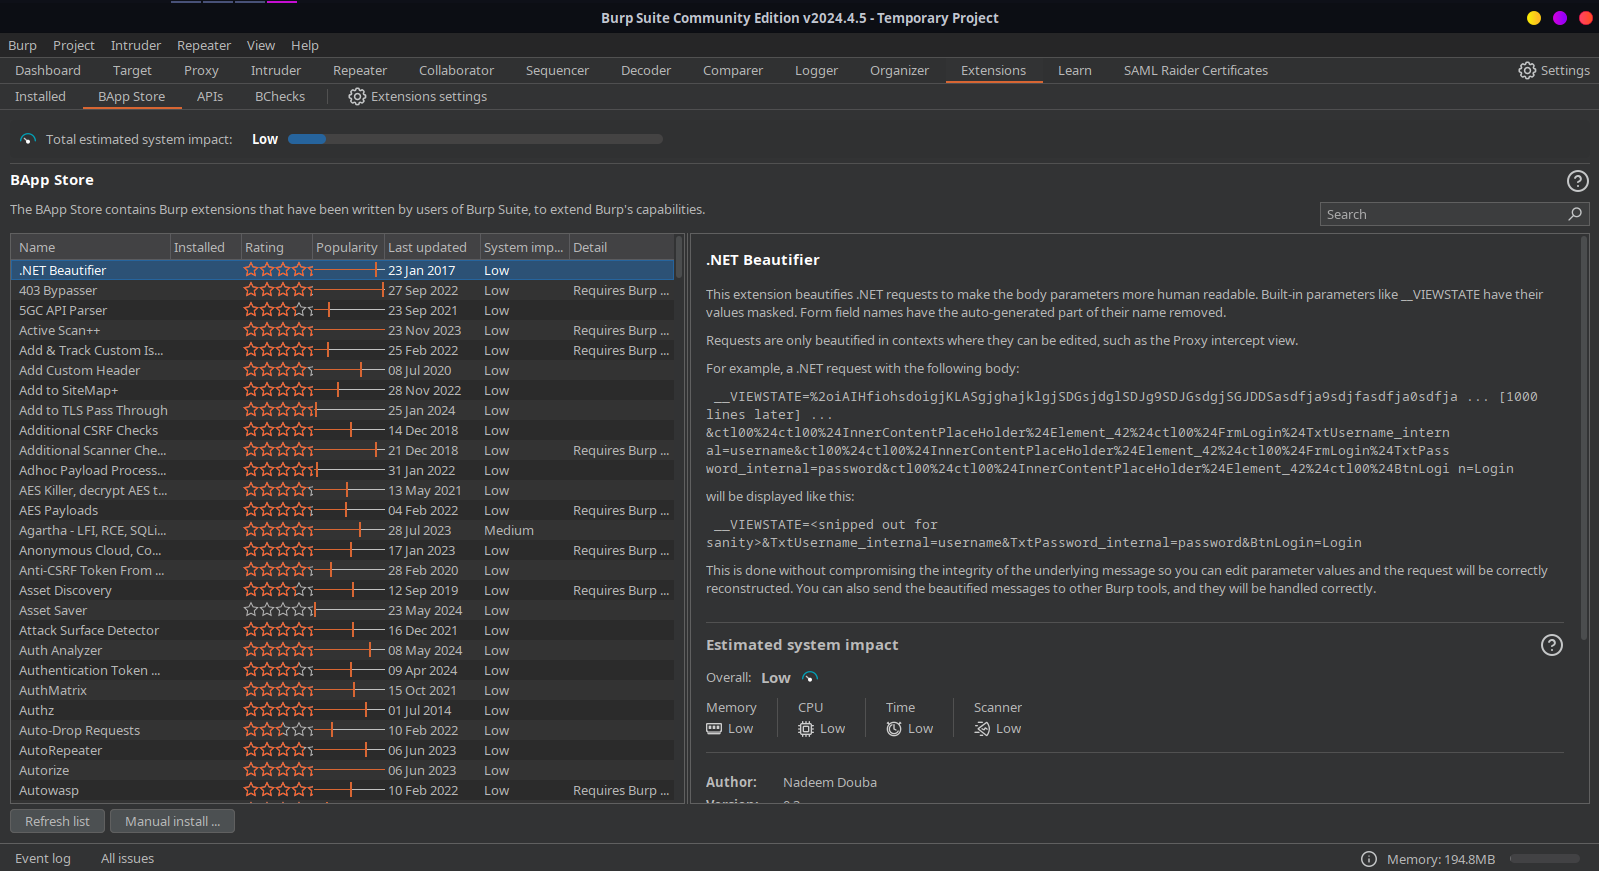 Burp Suite Community Edition v2024.4.5 - Temporary Project
Burp Project Intruder Repeater View Help
Dashboard Target Proxy Intruder Repeater Collaborator Sequencer Decoder Comparer Logger Organizer Extensions Learn SAML Raider Certificates Settings
Installed BApp Store APIs BChecks Extensions settings
Total estimated system impact: Low
BApp Store
The BApp Store contains Burp extensions that have been written by users of Burp Suite, to extend Burp's capabilities.
Search
Name Installed Rating Popularity Last updated System imp... Detail
.NET Beautifier 23 Jan 2017 Low
403 Bypasser 27 Sep 2022 Low Requires Burp ...
5GC API Parser 23 Sep 2021 Low
Active Scan++ 23 Nov 2023 Low Requires Burp ...
Add & Track Custom Is... 25 Feb 2022 Low Requires Burp ...
Add Custom Header 08 Jul 2020 Low
Add to SiteMap+ 28 Nov 2022 Low
Add to TLS Pass Through 25 Jan 2024 Low
Additional CSRF Checks 14 Dec 2018 Low
Additional Scanner Che... 21 Dec 2018 Low Requires Burp ...
Adhoc Payload Process... 31 Jan 2022 Low
AES Killer, decrypt AES t... 13 May 2021 Low
AES Payloads 04 Feb 2022 Low Requires Burp ...
Agartha - LFI, RCE, SQLi... 28 Jul 2023 Medium
Anonymous Cloud, Co... 17 Jan 2023 Low Requires Burp ...
Anti-CSRF Token From ... 28 Feb 2020 Low
Asset Discovery 12 Sep 2019 Low Requires Burp ...
Asset Saver 23 May 2024 Low
Attack Surface Detector 16 Dec 2021 Low
Auth Analyzer 08 May 2024 Low
Authentication Token ... 09 Apr 2024 Low
AuthMatrix 15 Oct 2021 Low
Authz 01 Jul 2014 Low
Auto-Drop Requests 10 Feb 2022 Low
AutoRepeater 06 Jun 2023 Low
Autorize 06 Jun 2023 Low
Autowasp 10 Feb 2022 Low Requires Burp ...
.NET Beautifier
This extension beautifies .NET requests to make the body parameters more human readable. Built-in parameters like __VIEWSTATE have their
values masked. Form field names have the auto-generated part of their name removed.
Requests are only beautified in contexts where they can be edited, such as the Proxy intercept view.
For example, a .NET request with the following body:
__VIEWSTATE=%2oiAIHfiohsdoigjKLASgjghajklgjSDGsjdglSDJg9SDJGsdgjSGJDDSasdfja9sdjfasdfja0sdfja ... [1000
lines later] ...
&ctl00%24ctl00%24InnerContentPlaceHolder%24Element_42%24ctl00%24FrmLogin%24TxtUsername_intern
al=username&ctl00%24ctl00%24InnerContentPlaceHolder%24Element_42%24ctl00%24FrmLogin%24TxtPass
word_internal=password&ctl00%24ctl00%24InnerContentPlaceHolder%24Element_42%24ctl00%24BtnLogi n=Login
will be displayed like this:
__VIEWSTATE=<snipped out for
sanity>&TxtUsername_internal=username&TxtPassword_internal=password&BtnLogin=Login
This is done without compromising the integrity of the underlying message so you can edit parameter values and the request will be correctly
reconstructed. You can also send the beautified messages to other Burp tools, and they will be handled correctly.
Estimated system impact
Overall: Low
Memory CPU Time Scanner
Low Low Low Low
Author: Nadeem Douba
Refresh list Manual install ...
Event log All issues Memory: 194.8MB